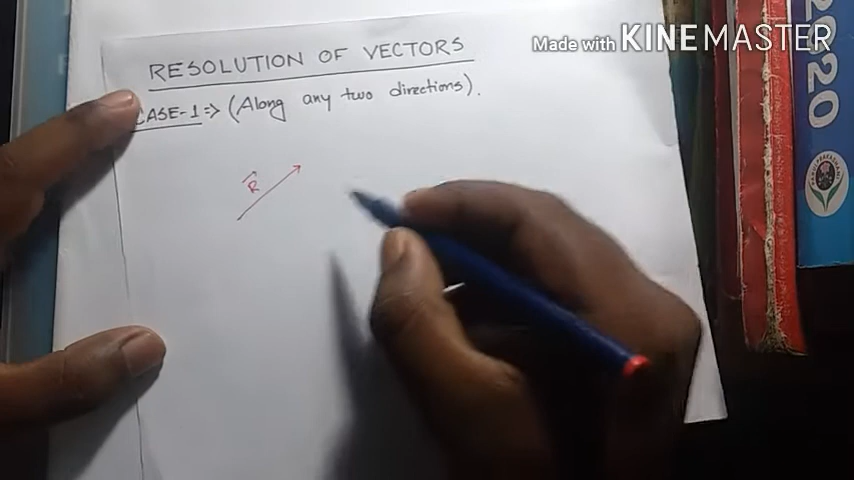 Made with KINEMASTER
RESOLUTION OF VECTORS
CASE-1 => (Along any two directions).
R
2020